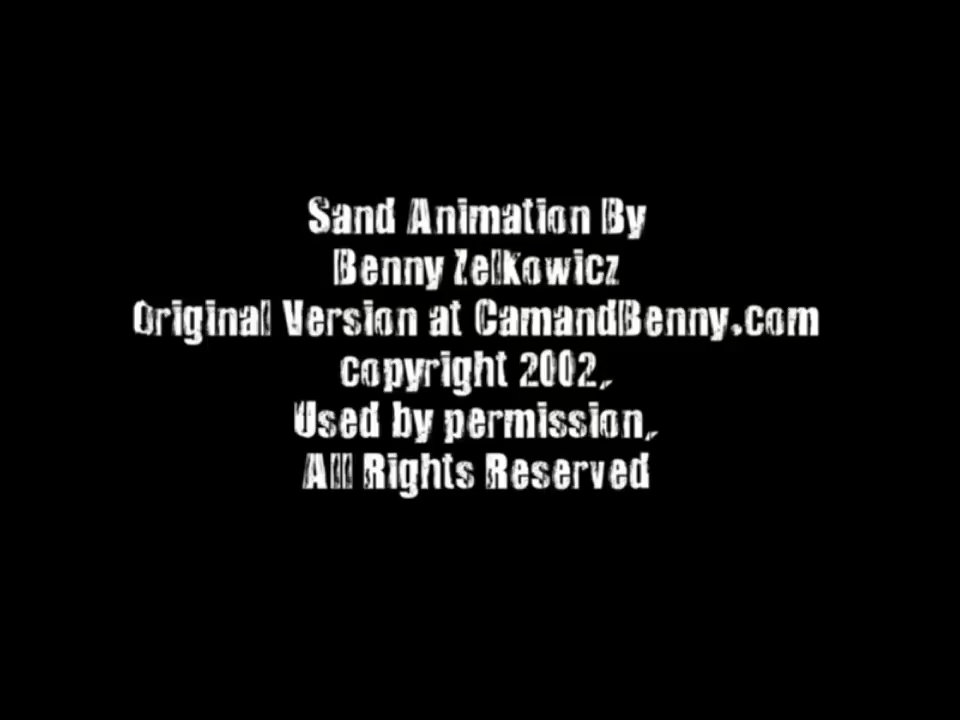 Sand Animation By
Benny Zelkowicz
Original Version at CamandBenny.com
copyright 2002,
Used by permission,
All Rights Reserved